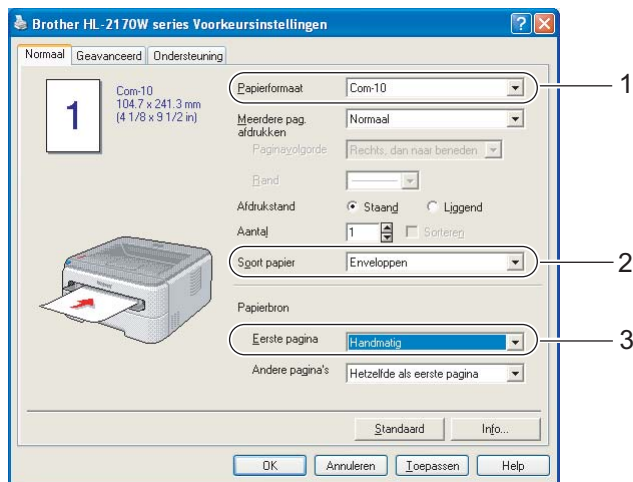 Brother HL-2170W series Voorkeursinstellingen
Normaal Geavanceerd Ondersteuning
1
Com-10
104.7 x 241.3 mm
(4 1/8 x 9 1/2 in)
Papierformaat Com-10 1
Meerdere pag. afdrukken Normaal
Paginavolgorde Rechts, dan naar beneden
Rand
Afdrukstand Staand Liggend
Aantal 1 Sorteren
Soort papier Enveloppen 2
Papierbron
Eerste pagina Handmatig 3
Andere pagina's Hetzelfde als eerste pagina
Standaard Info...
OK Annuleren Toepassen Help